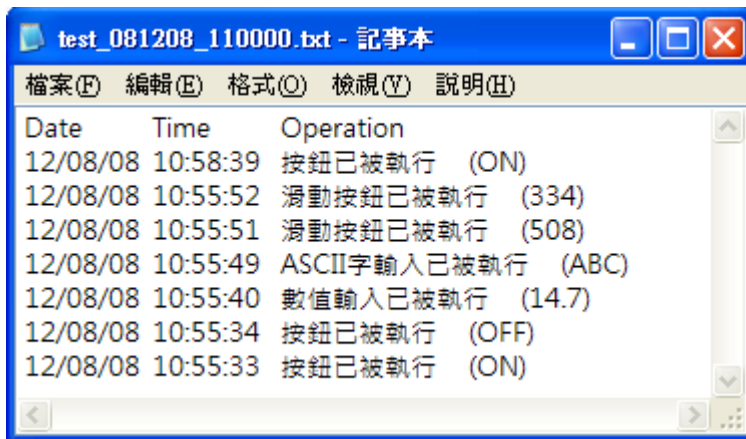 test_081208_110000.txt - 記事本
檔案(F) 編輯(E) 格式(O) 檢視(V) 說明(H)
Date Time Operation
12/08/08 10:58:39 按鈕已被執行 (ON)
12/08/08 10:55:52 滑動按鈕已被執行 (334)
12/08/08 10:55:51 滑動按鈕已被執行 (508)
12/08/08 10:55:49 ASCII字輸入已被執行 (ABC)
12/08/08 10:55:40 數值輸入已被執行 (14.7)
12/08/08 10:55:34 按鈕已被執行 (OFF)
12/08/08 10:55:33 按鈕已被執行 (ON)